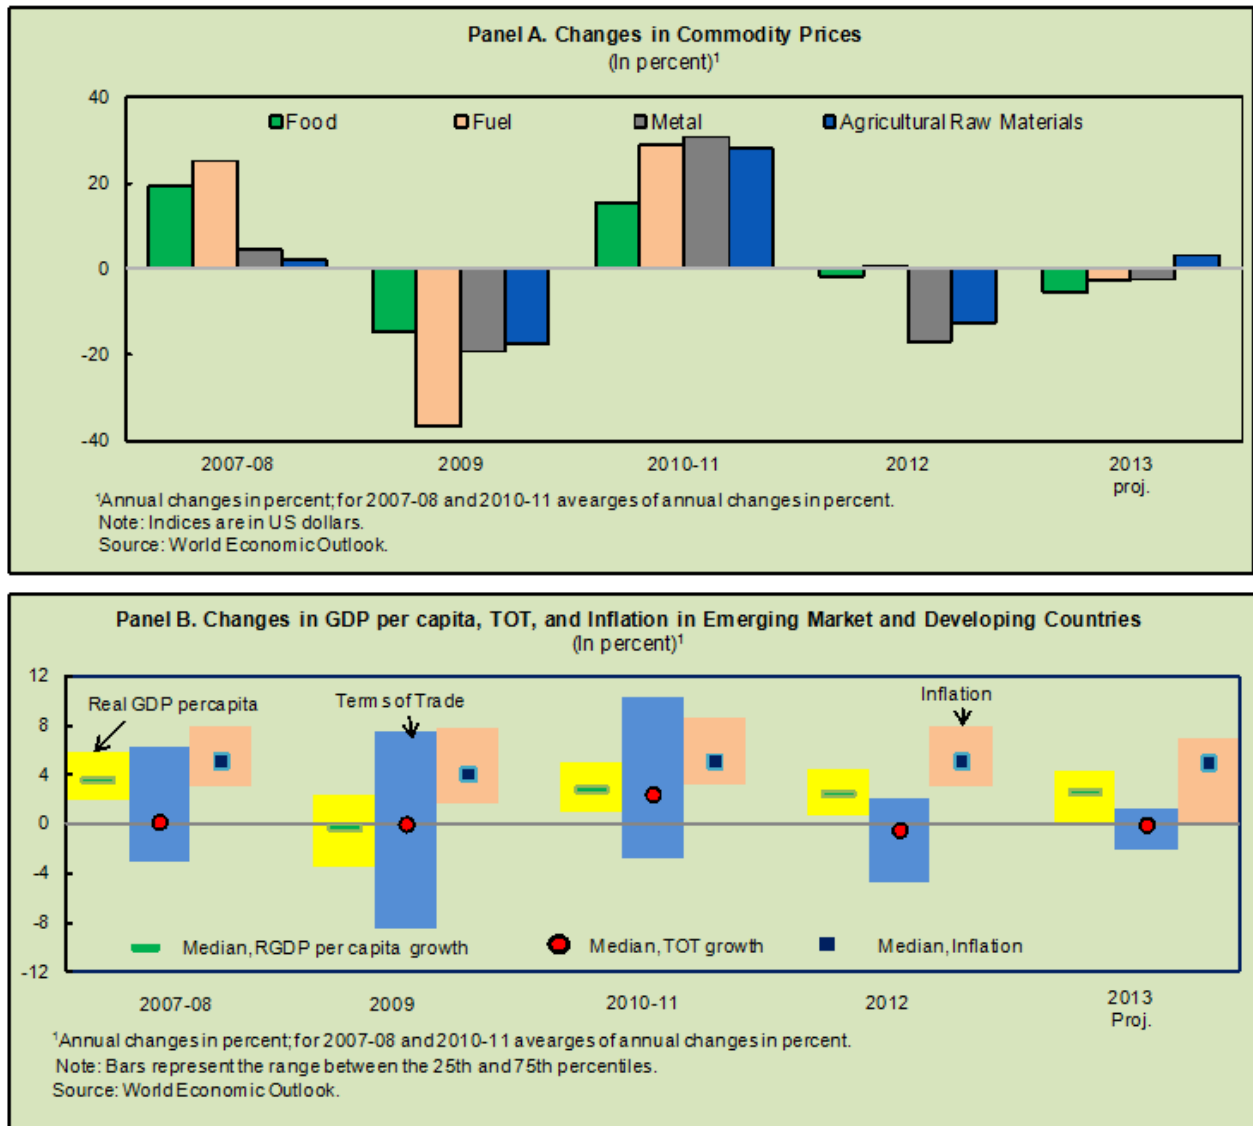 Panel A. Changes in Commodity Prices
(In percent)¹
40
Food Fuel Metal Agricultural Raw Materials
20
0
-20
-40
2007-08 2009 2010-11 2012 2013
proj.
¹Annual changes in percent; for 2007-08 and 2010-11 avearges of annual changes in percent.
Note: Indices are in US dollars.
Source: World Economic Outlook.
Panel B. Changes in GDP per capita, TOT, and Inflation in Emerging Market and Developing Countries
(In percent)¹
12
Real GDP percapita Terms of Trade Inflation
8
4
0
-4
-8
Median, RGDP per capita growth Median, TOT growth Median, Inflation
-12
2007-08 2009 2010-11 2012 2013
Proj.
¹Annual changes in percent; for 2007-08 and 2010-11 avearges of annual changes in percent.
Note: Bars represent the range between the 25th and 75th percentiles.
Source: World Economic Outlook.